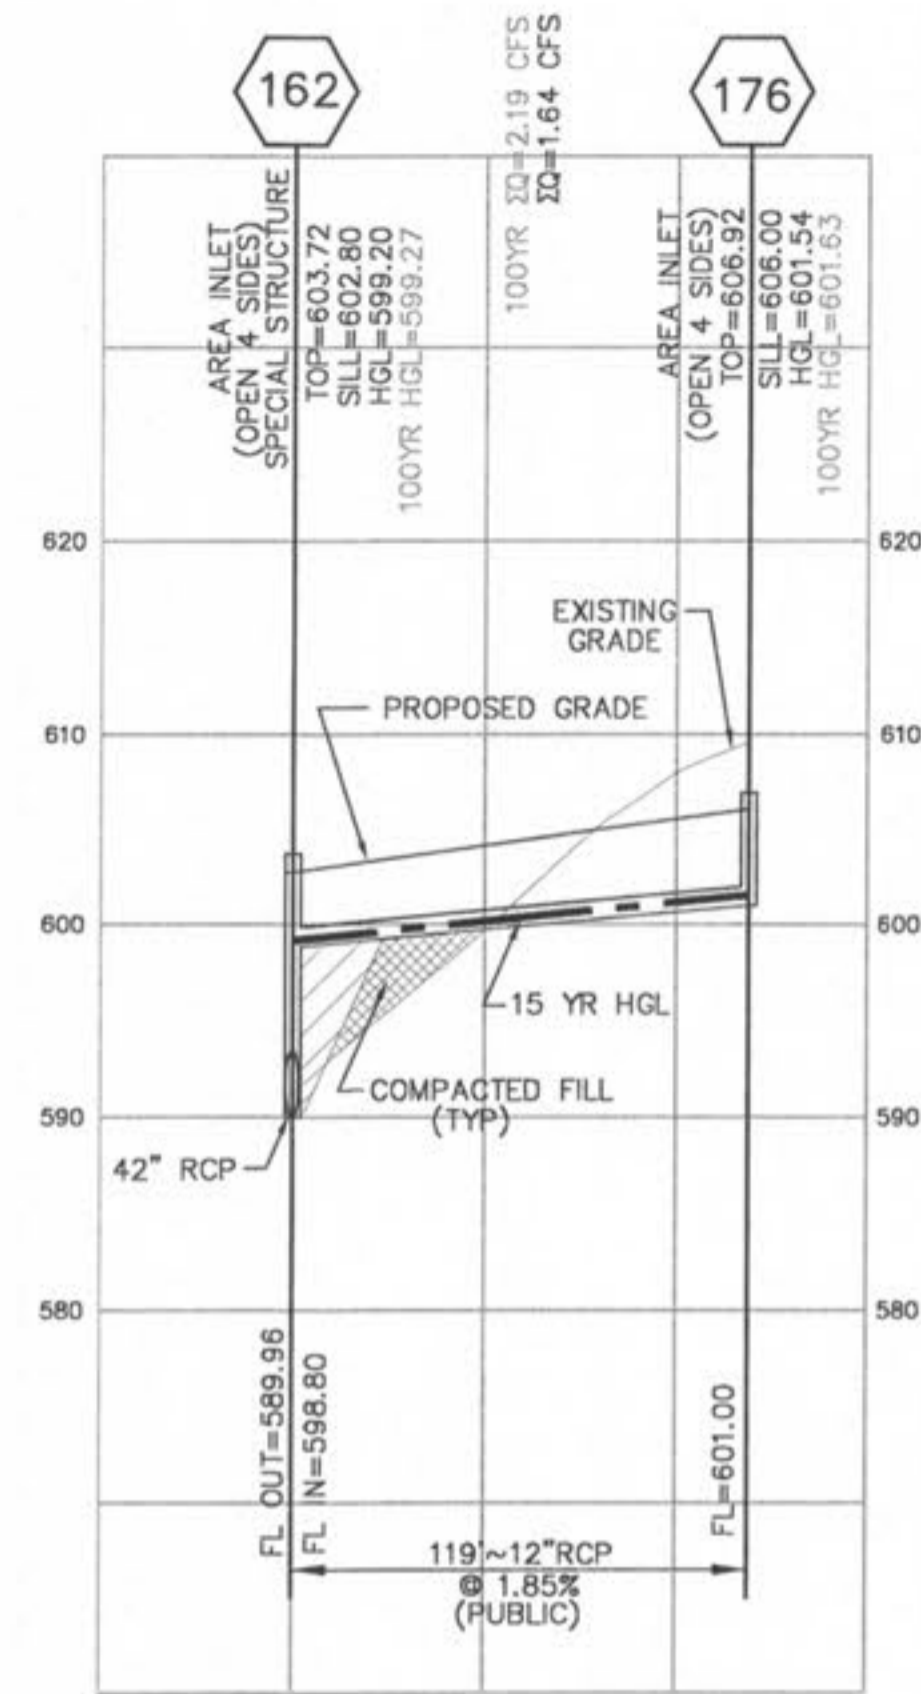 162
176
100YR ΣQ=2.19 CFS
ΣQ=1.64 CFS
AREA INLET
(OPEN 4 SIDES)
SPECIAL STRUCTURE
TOP=603.72
SILL=602.80
HGL=599.20
100YR HGL=599.27
AREA INLET
(OPEN 4 SIDES)
TOP=606.92
SILL=606.00
HGL=601.54
100YR HGL=601.63
620
620
EXISTING
GRADE
PROPOSED GRADE
610
610
600
600
15 YR HGL
COMPACTED FILL
(TYP)
590
590
42" RCP
580
580
FL OUT=589.96
FL IN=598.80
FL=601.00
119'~12"RCP
@ 1.85%
(PUBLIC)